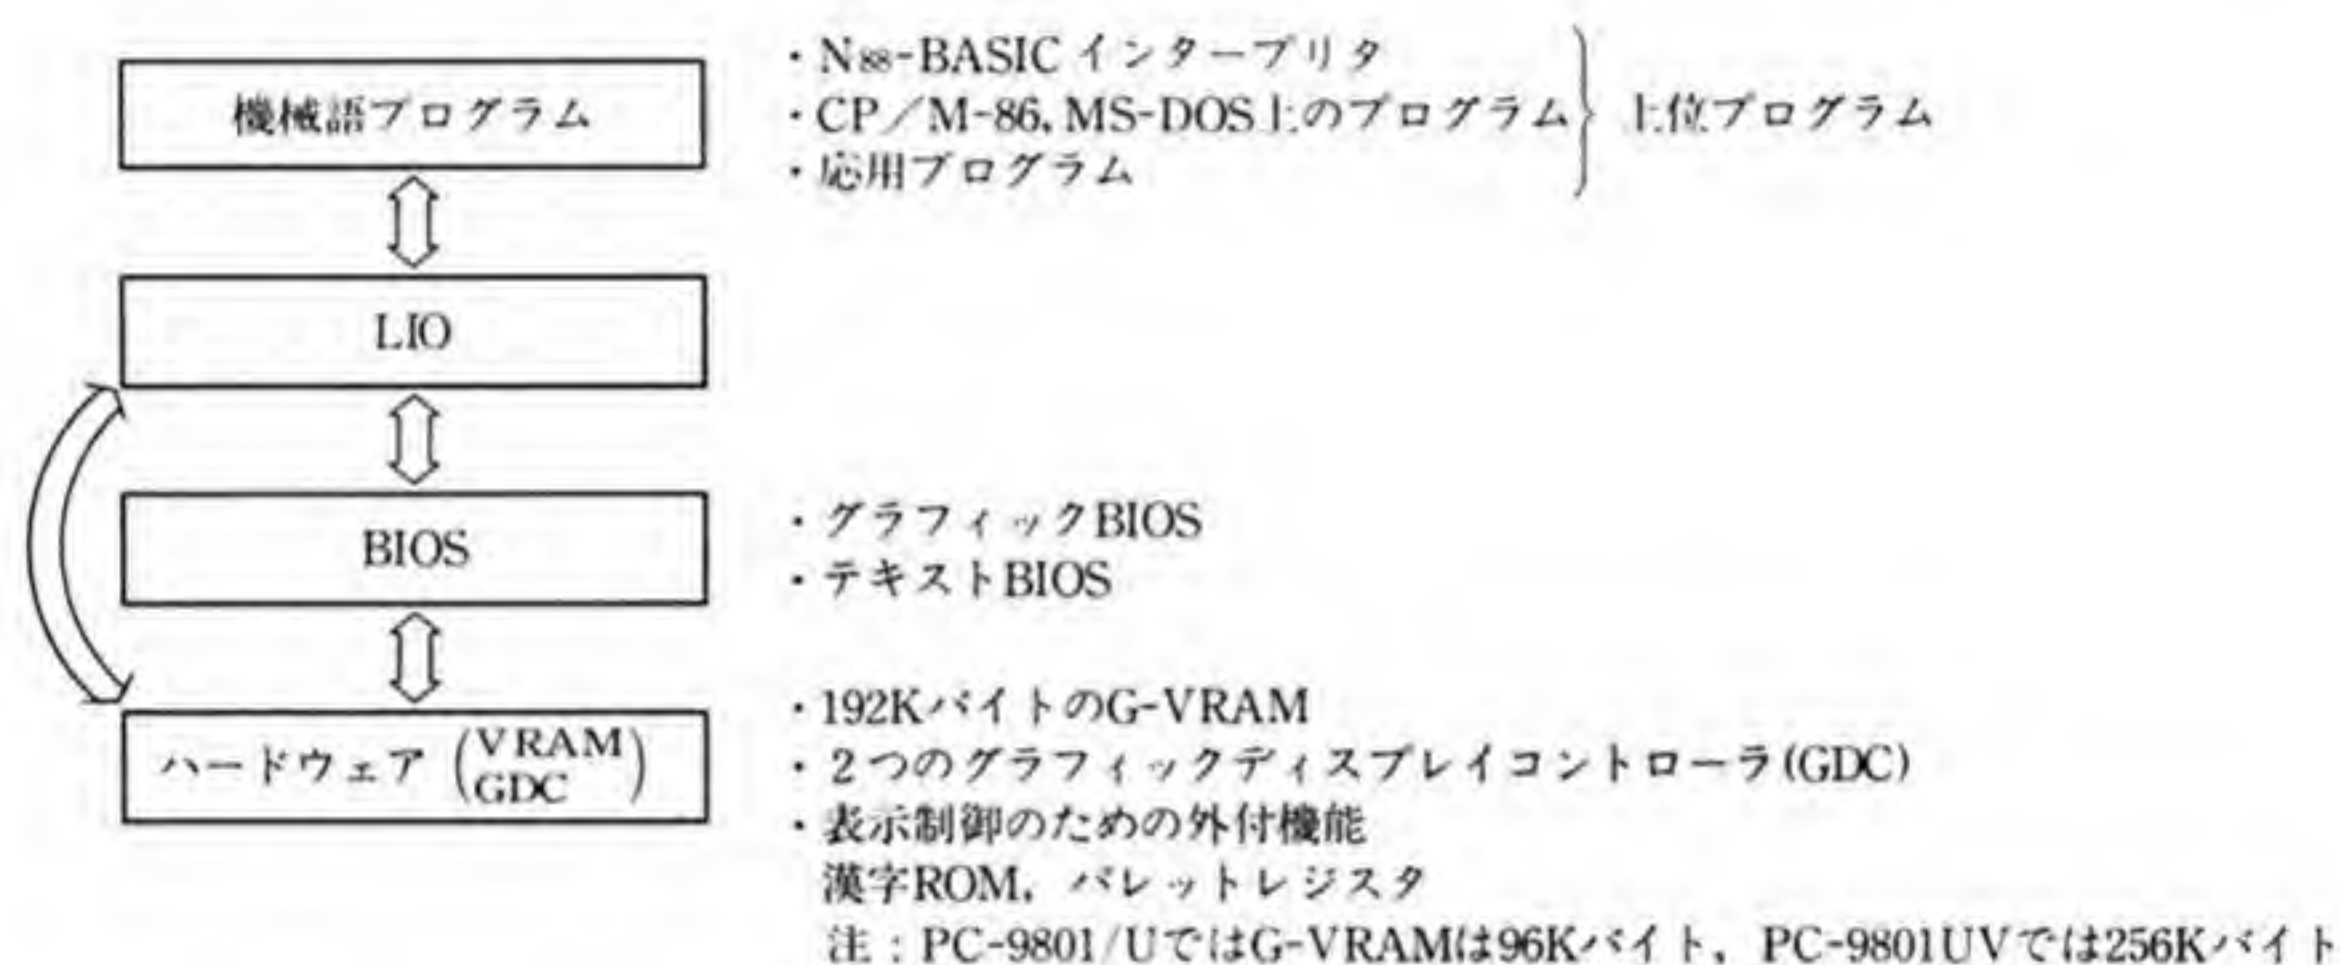 機械語プログラム
・N88-BASICインタープリタ
・CP／M-86, MS-DOS上のプログラム
・応用プログラム
上位プログラム
LIO
BIOS
・グラフィックBIOS
・テキストBIOS
ハードウェア (VRAM
GDC)
・192KバイトのG-VRAM
・2つのグラフィックディスプレイコントローラ(GDC)
・表示制御のための外付機能
漢字ROM, パレットレジスタ
注：PC-9801/UではG-VRAMは96Kバイト, PC-9801UVでは256Kバイト